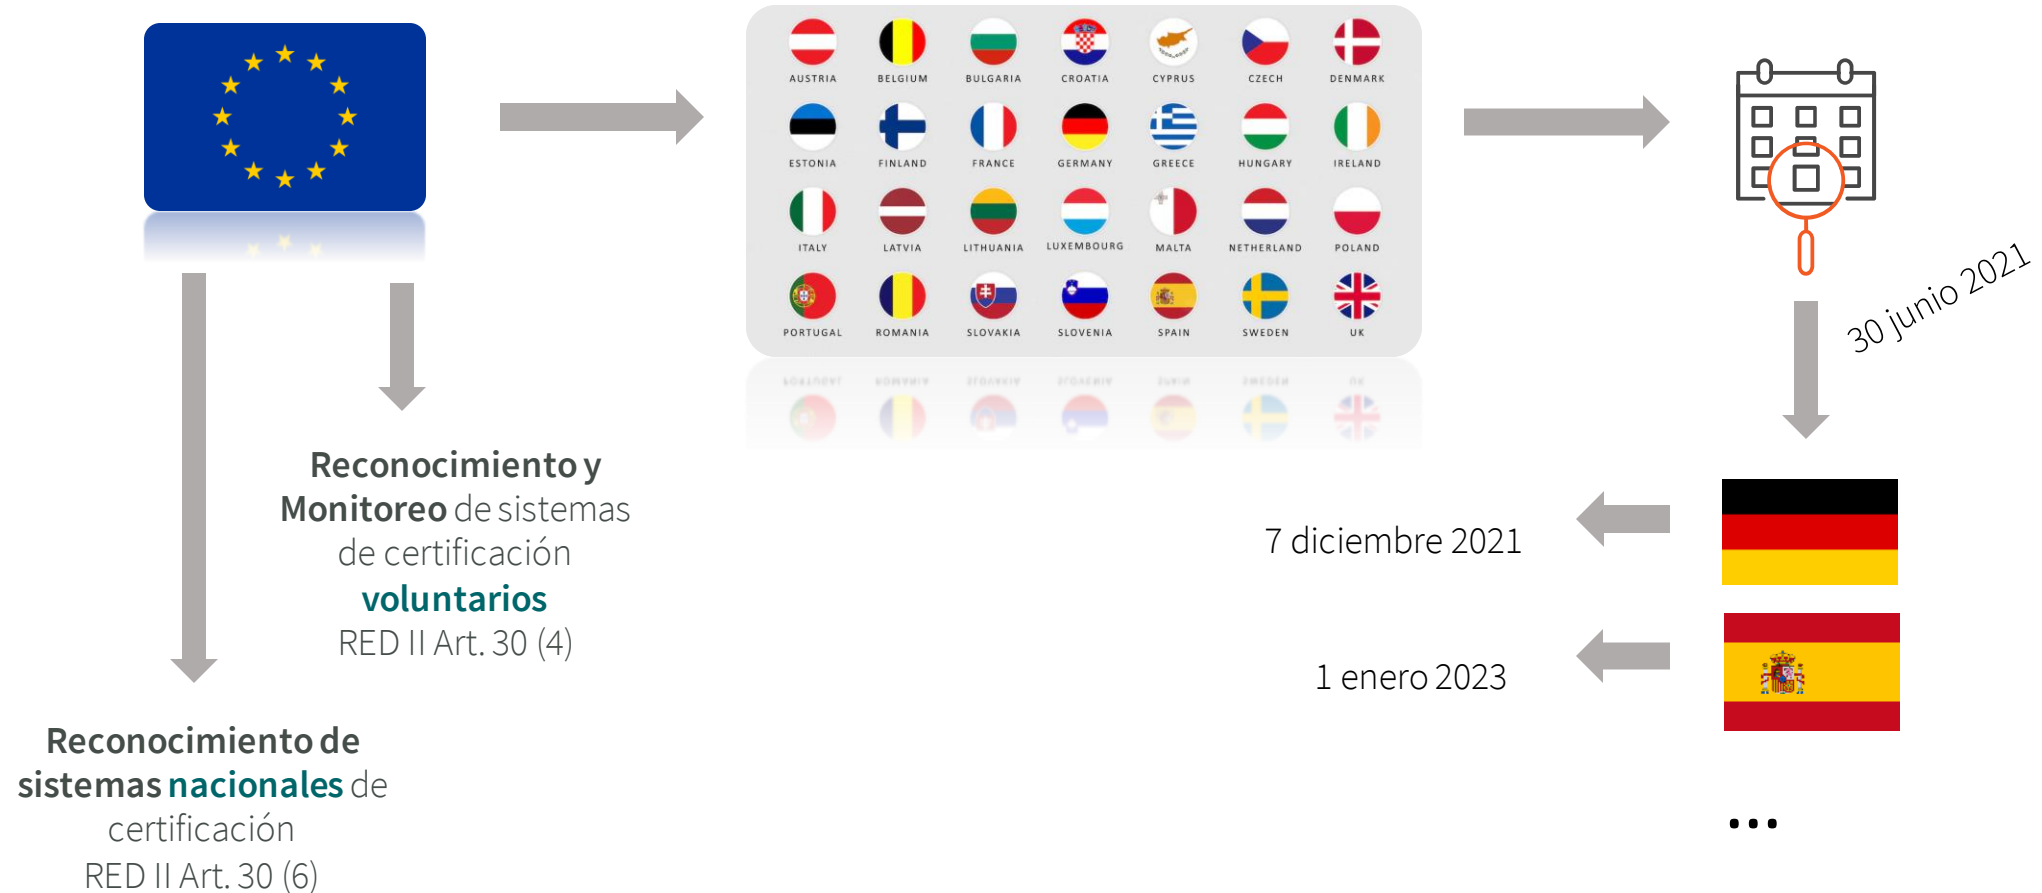 AUSTRIA BELGIUM BULGARIA CROATIA CYPRUS CZECH DENMARK
ESTONIA FINLAND FRANCE GERMANY GREECE HUNGARY IRELAND
ITALY LATVIA LITHUANIA LUXEMBOURG MALTA NETHERLAND POLAND
PORTUGAL ROMANIA SLOVAKIA SLOVENIA SPAIN SWEDEN UK
30 junio 2021
Reconocimiento y
Monitoreo de sistemas
de certificación
voluntarios
RED II Art. 30 (4)
7 diciembre 2021
1 enero 2023
Reconocimiento de
sistemas nacionales de
certificación
RED II Art. 30 (6)
...